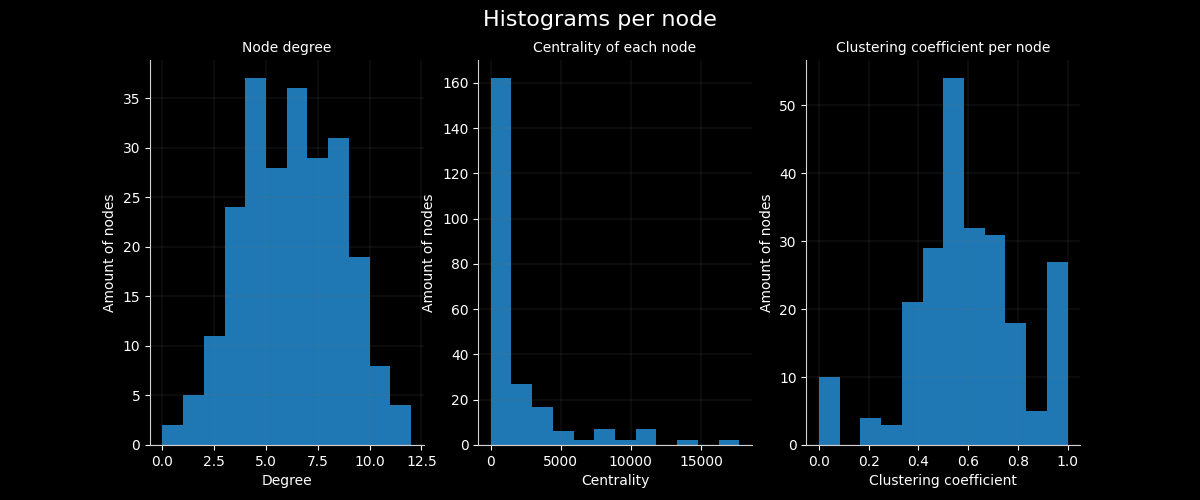 Histograms per node
Node degree
Amount of nodes
35
30
25
20
15
10
5
0
0.0 2.5 5.0 7.5 10.0 12.5
Degree
Centrality of each node
Amount of nodes
160
140
120
100
80
60
40
20
0
0 5000 10000 15000
Centrality
Clustering coefficient per node
Amount of nodes
50
40
30
20
10
0
0.0 0.2 0.4 0.6 0.8 1.0
Clustering coefficient